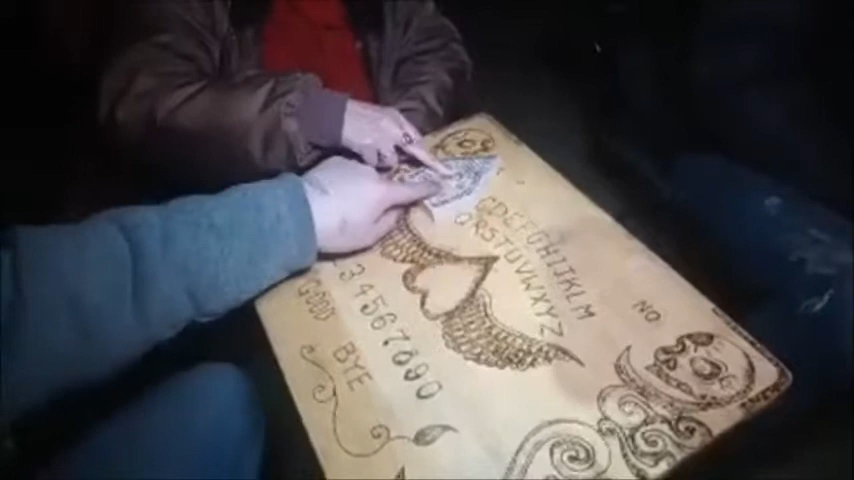 CDEFGHIJKLM
QRSTUVWXYZ
NO
34567890
GOOD BYE